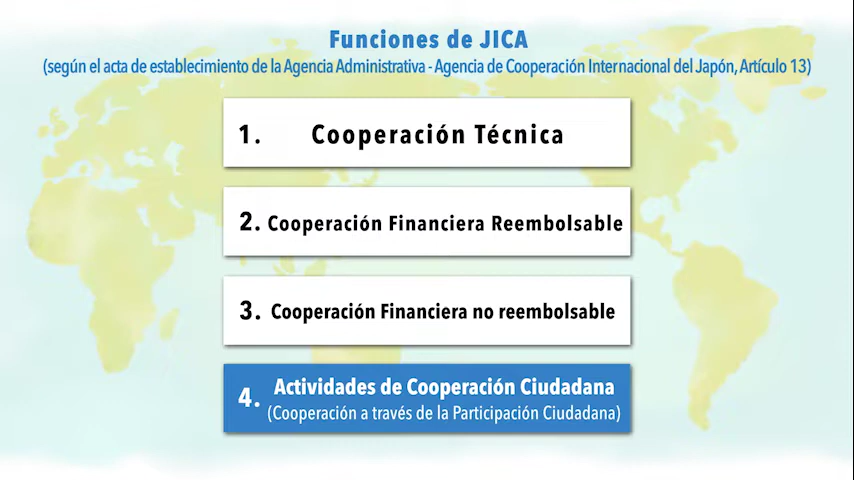 Funciones de JICA
(según el acta de establecimiento de la Agencia Administrativa - Agencia de Cooperación Internacional del Japón, Artículo 13)
1. Cooperación Técnica
2. Cooperación Financiera Reembolsable
3. Cooperación Financiera no reembolsable
4. Actividades de Cooperación Ciudadana
(Cooperación a través de la Participación Ciudadana)